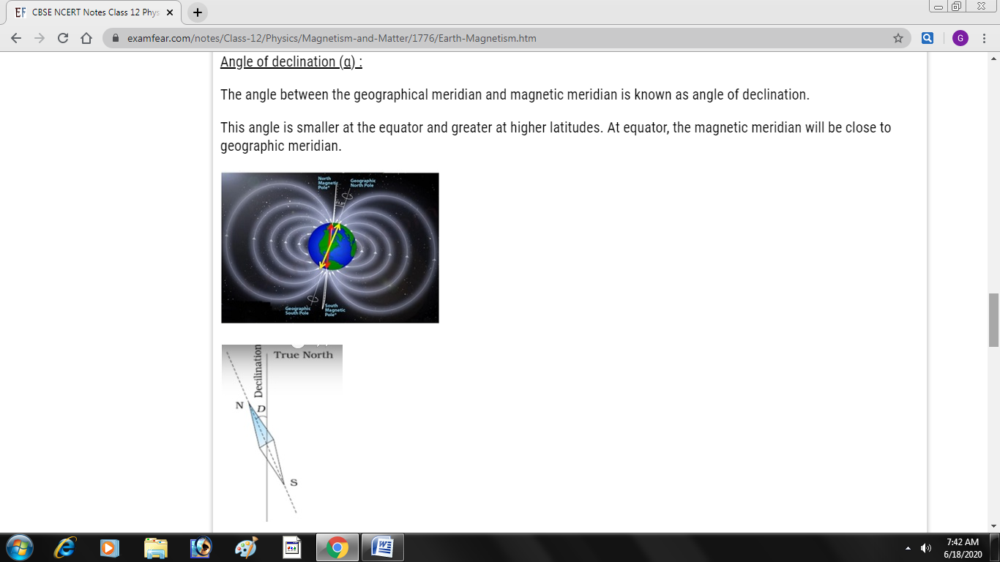 EF CBSE NCERT Notes Class 12 Phys
examfear.com/notes/Class-12/Physics/Magnetism-and-Matter/1776/Earth-Magnetism.htm
G
Angle of declination (α) :
The angle between the geographical meridian and magnetic meridian is known as angle of declination.
This angle is smaller at the equator and greater at higher latitudes. At equator, the magnetic meridian will be close to
geographic meridian.
North
Magnetic
Pole*
Geographic
North Pole
11.5°
Geographic
South Pole
South
Magnetic
Pole*
True North
Decilination
N
D
S
7:42 AM
6/18/2020